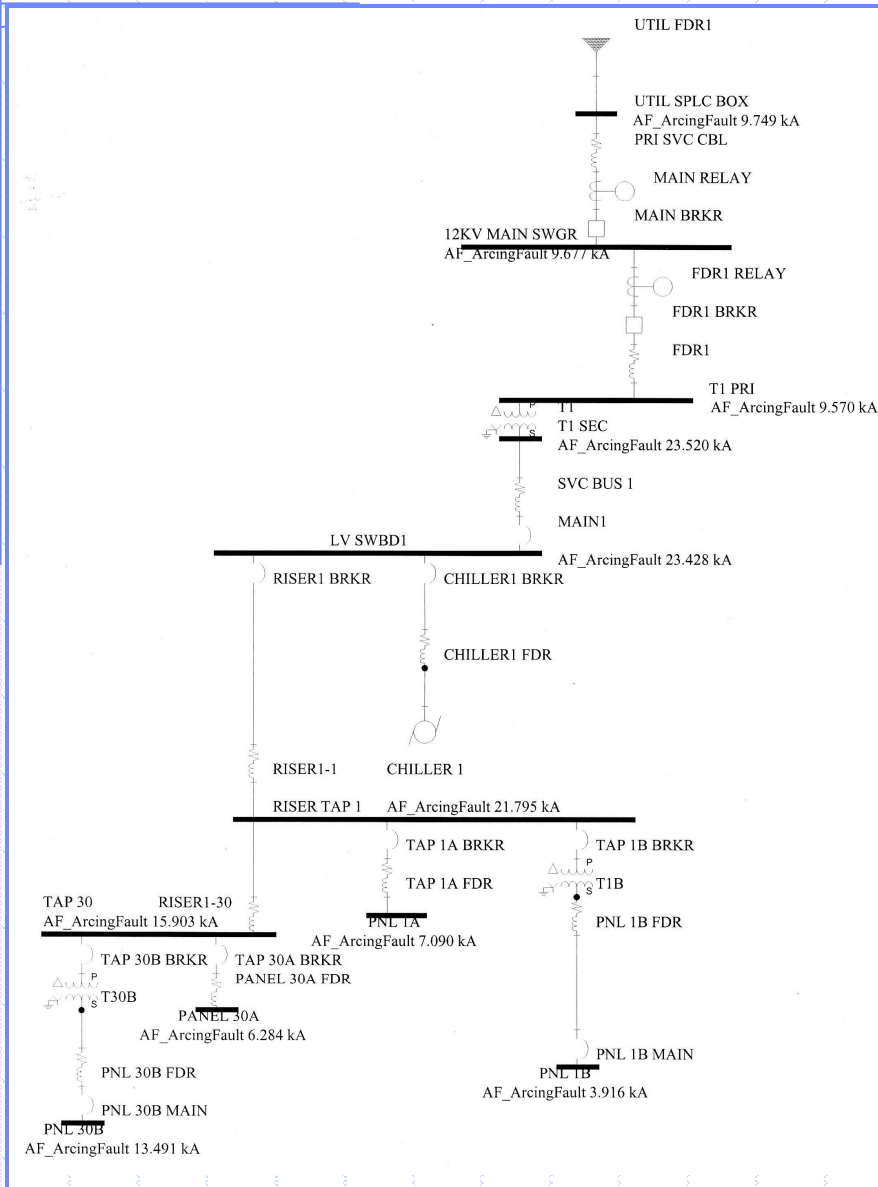 UTIL FDR1
UTIL SPLC BOX
AF_ArcingFault 9.749 kA
PRI SVC CBL
MAIN RELAY
MAIN BRKR
12KV MAIN SWGR
AF_ArcingFault 9.677 kA
FDR1 RELAY
FDR1 BRKR
FDR1
T1 PRI
AF_ArcingFault 9.570 kA
P
T1
T1 SEC
S
AF_ArcingFault 23.520 kA
SVC BUS 1
MAIN1
LV SWBD1
AF_ArcingFault 23.428 kA
RISER1 BRKR
CHILLER1 BRKR
CHILLER1 FDR
RISER1-1
CHILLER 1
RISER TAP 1
AF_ArcingFault 21.795 kA
TAP 1A BRKR
TAP 1B BRKR
P
TAP 1A FDR
T1B
S
TAP 30
RISER1-30
AF_ArcingFault 15.903 kA
PNL 1A
AF_ArcingFault 7.090 kA
PNL 1B FDR
TAP 30B BRKR
TAP 30A BRKR
P
PANEL 30A FDR
T30B
S
PANEL 30A
AF_ArcingFault 6.284 kA
PNL 1B MAIN
PNL 30B FDR
PNL 1B
AF_ArcingFault 3.916 kA
PNL 30B MAIN
PNL 30B
AF_ArcingFault 13.491 kA